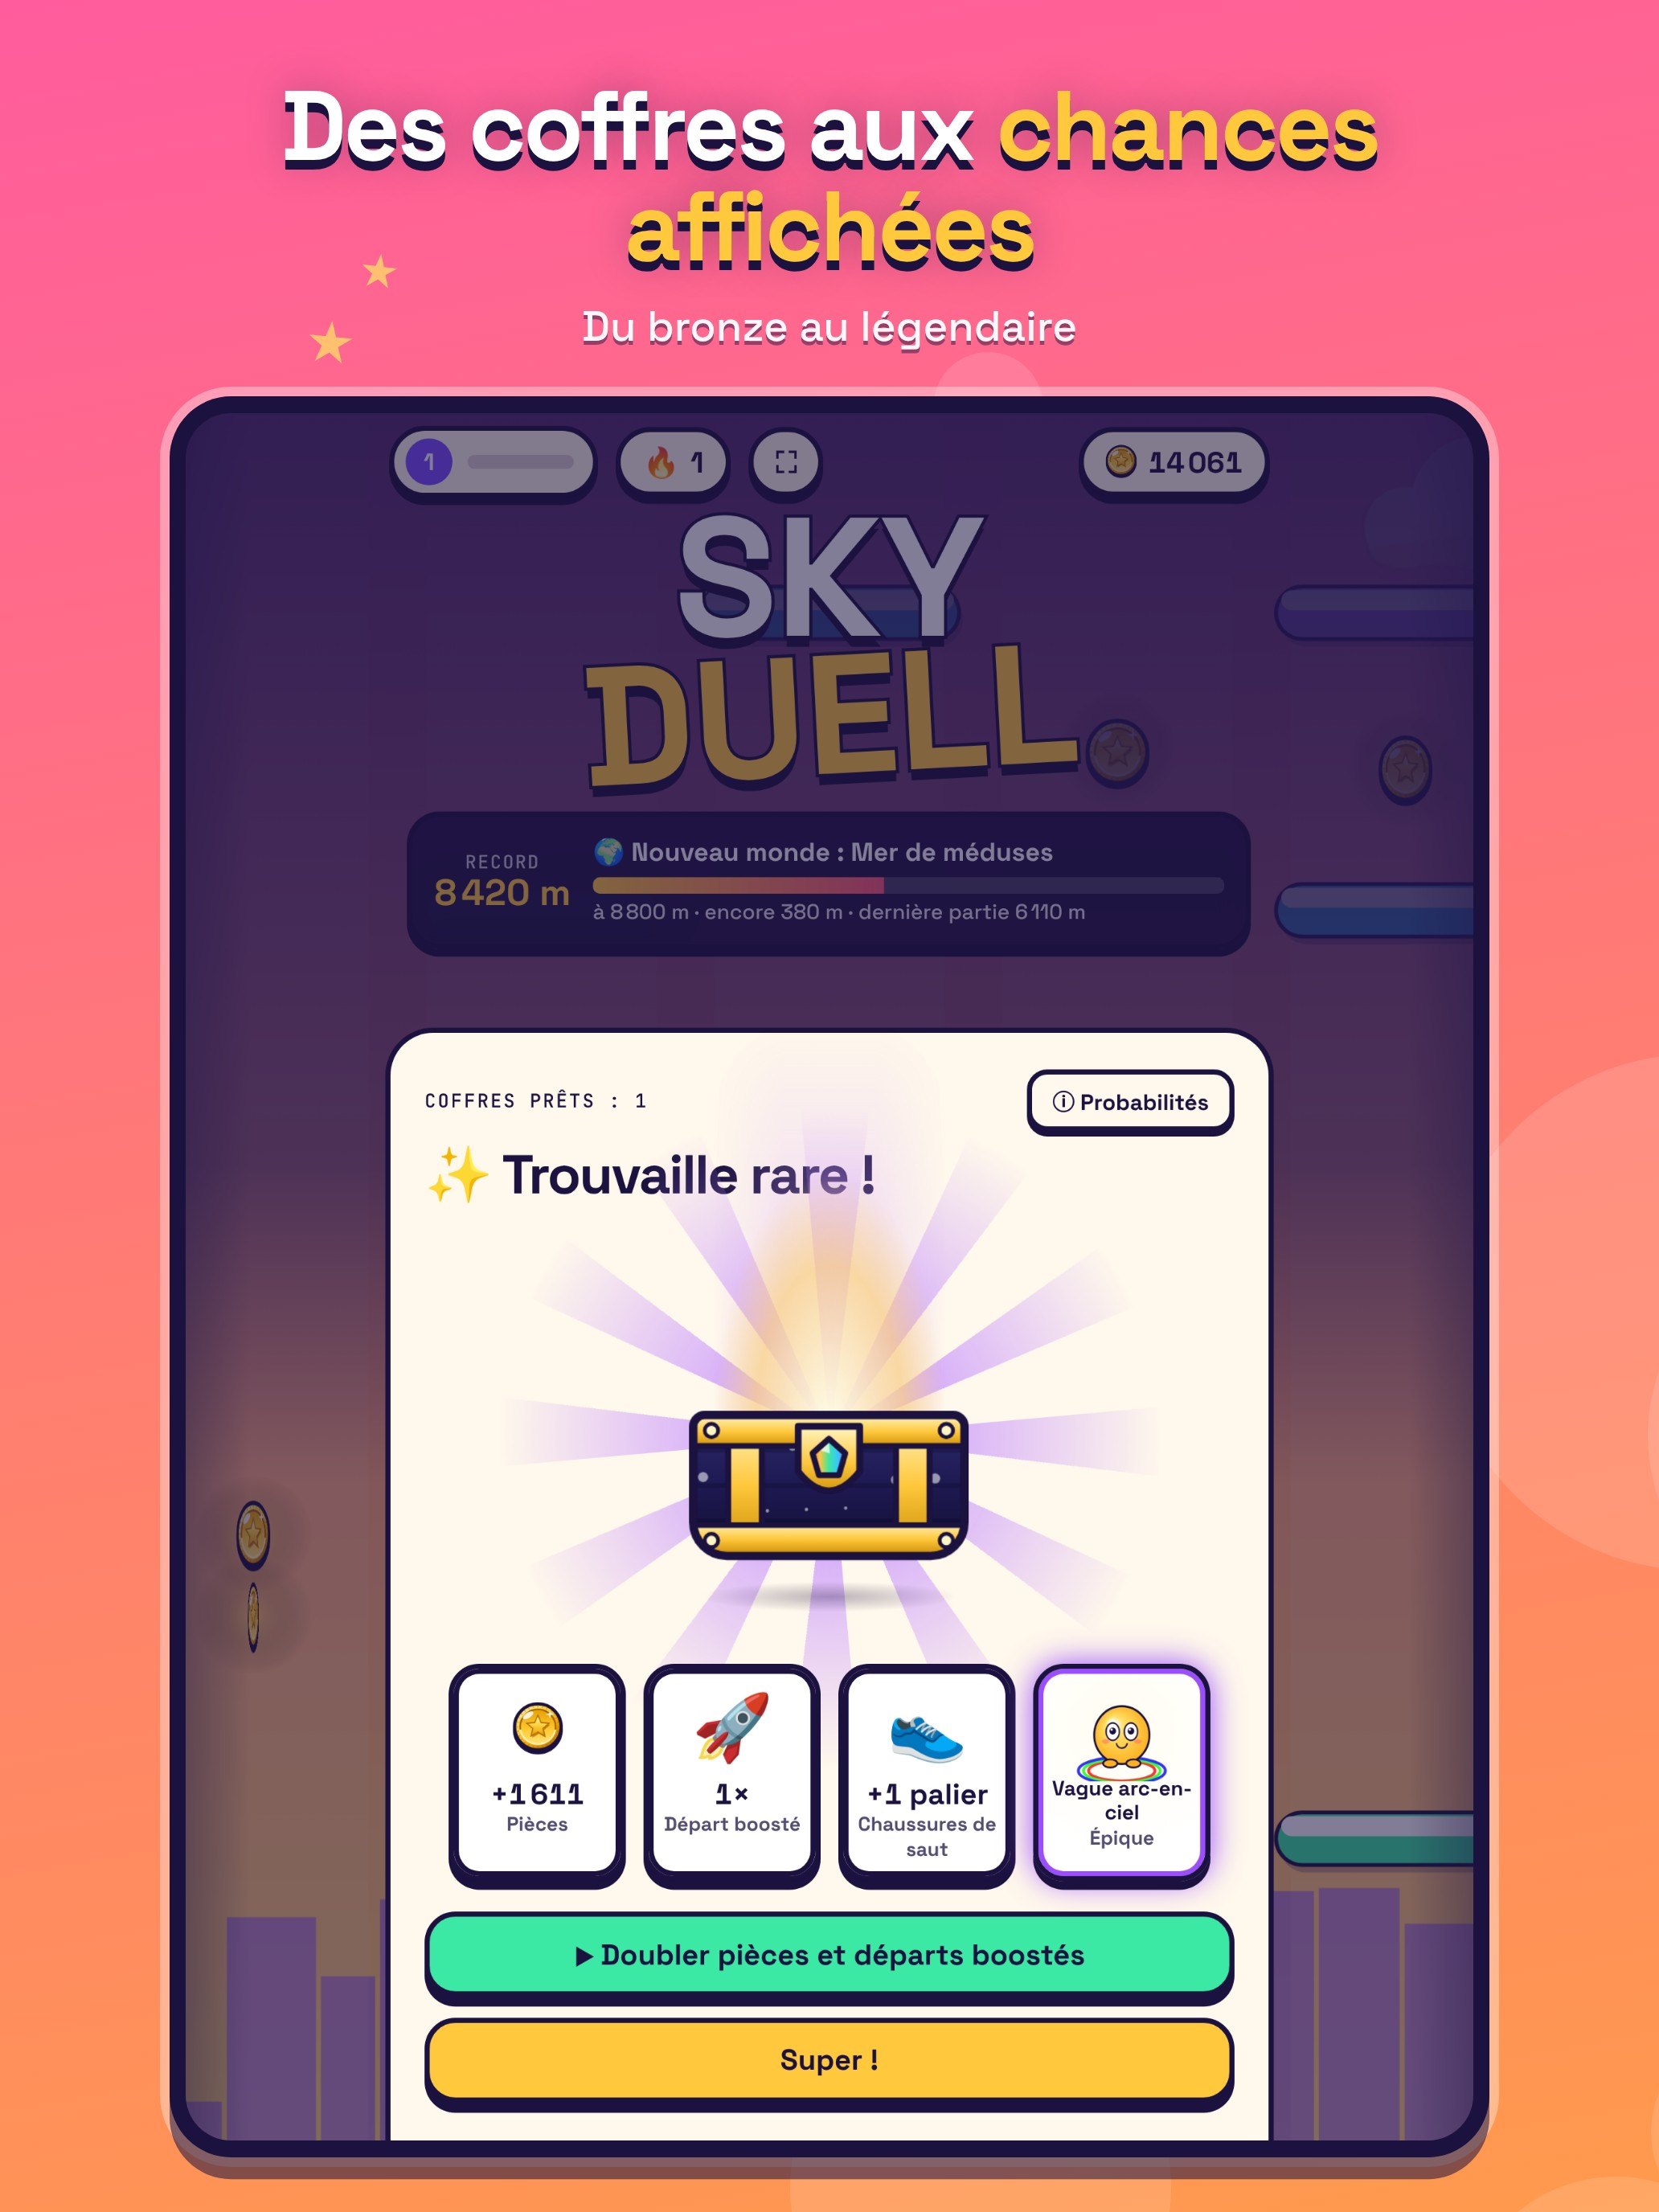 Des coffres aux chances
affichées
Du bronze au légendaire
1
1
14 061
SKY
DUELL
RECORD
8 420 m
Nouveau monde : Mer de méduses
à 8 800 m · encore 380 m · dernière partie 6 110 m
COFFRES PRÊTS : 1
ⓘ Probabilités
Trouvaille rare !
+1 611
Pièces
1×
Départ boosté
+1 palier
Chaussures de
saut
Vague arc-en-
ciel
Épique
▶ Doubler pièces et départs boostés
Super !